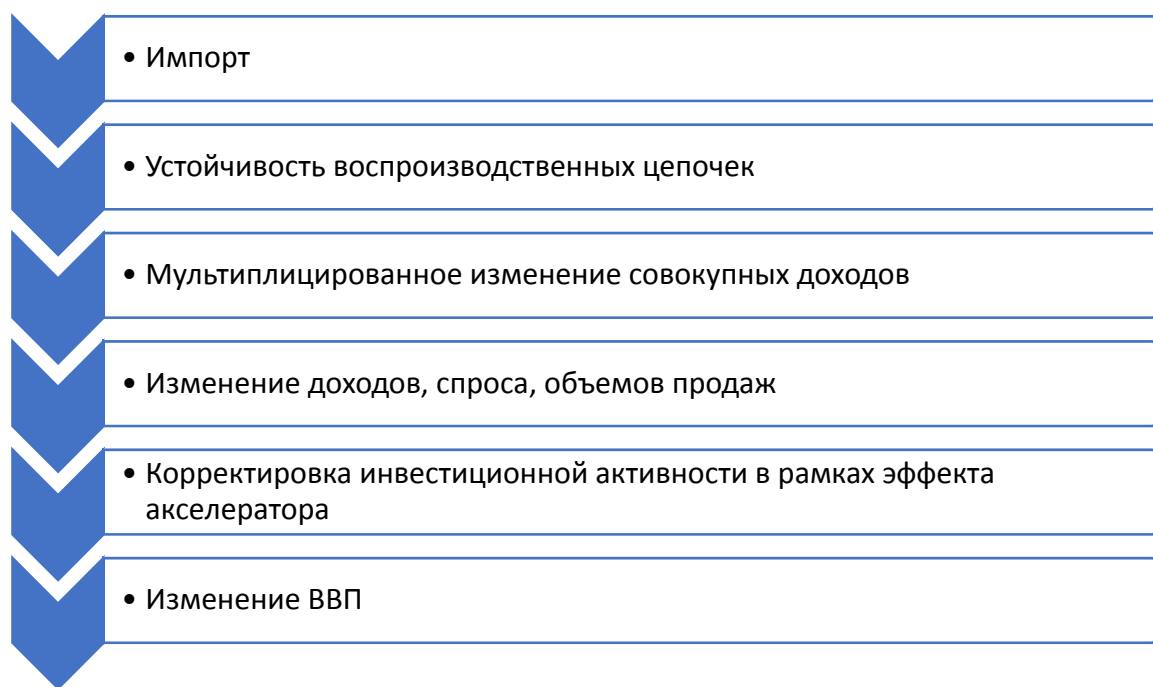 • Импорт
• Устойчивость воспроизводственных цепочек
• Мультиплицированное изменение совокупных доходов
• Изменение доходов, спроса, объемов продаж
• Корректировка инвестиционной активности в рамках эффекта
акселератора
• Изменение ВВП